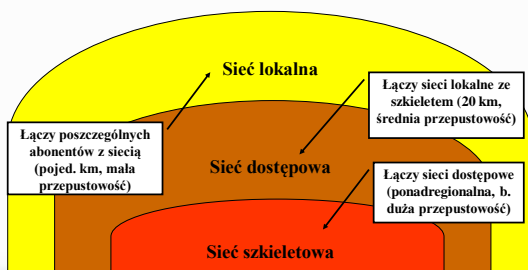 Sieć lokalna
Łączy sieci lokalne ze
szkieletem (20 km,
średnia przepustowość)
Łączy poszczególnych
abonentów z siecią
(pojed. km, mała
przepustowość)
Sieć dostępowa
Łączy sieci dostępowe
(ponadregionalna, b.
duża przepustowość)
Sieć szkieletowa